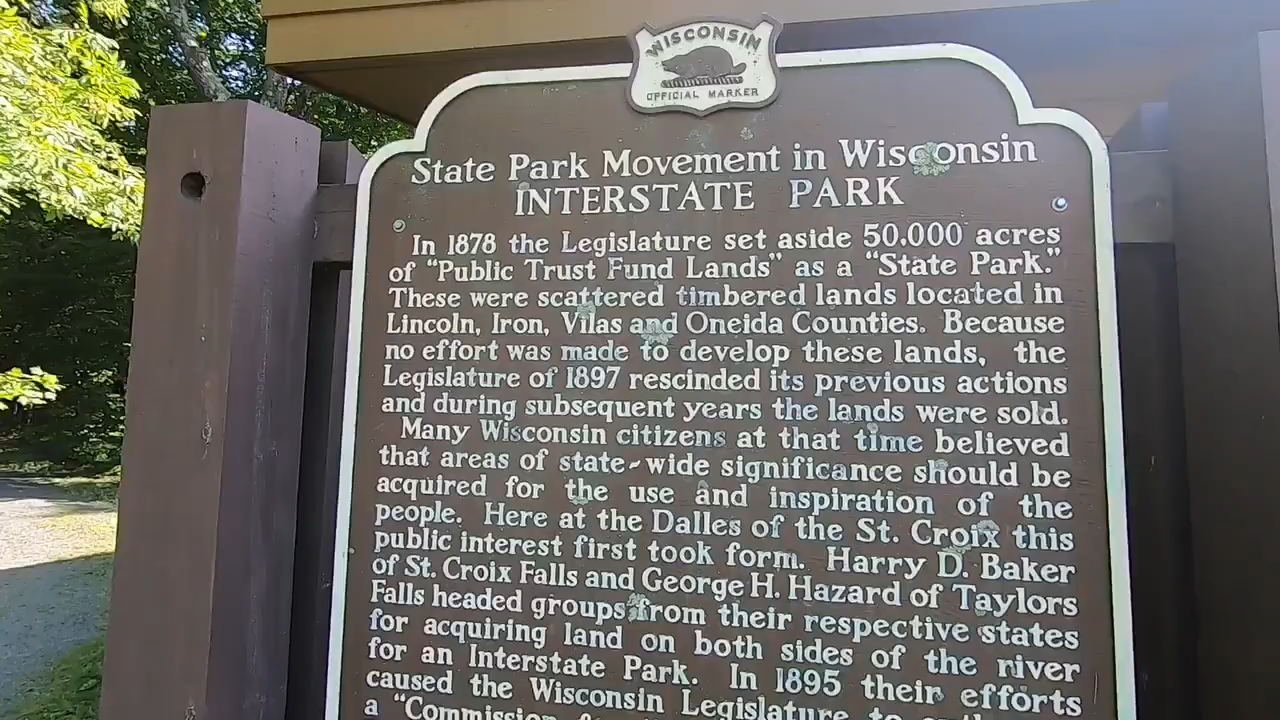 WISCONSIN
OFFICIAL MARKER
State Park Movement in Wisconsin
INTERSTATE PARK
In 1878 the Legislature set aside 50,000 acres
of “Public Trust Fund Lands” as a “State Park.”
These were scattered timbered lands located in
Lincoln, Iron, Vilas and Oneida Counties. Because
no effort was made to develop these lands, the
Legislature of 1897 rescinded its previous actions
and during subsequent years the lands were sold.
Many Wisconsin citizens at that time believed
that areas of state-wide significance should be
acquired for the use and inspiration of the
people. Here at the Dalles of the St. Croix this
public interest first took form. Harry D. Baker
of St. Croix Falls and George H. Hazard of Taylors
Falls headed groups from their respective states
for acquiring land on both sides of the river
for an Interstate Park. In 1895 their efforts
caused the Wisconsin Legislature to
a “Commission